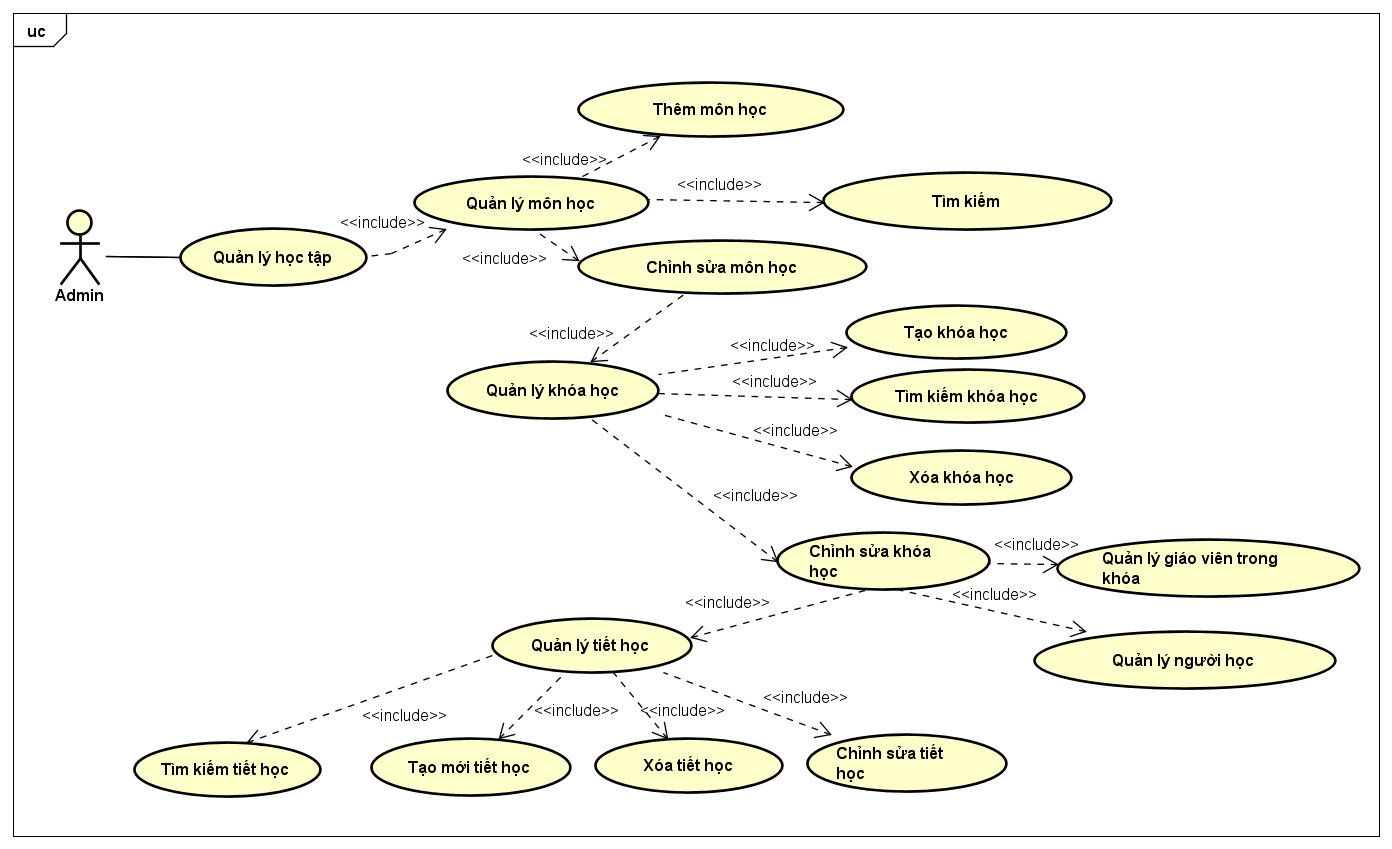 uc
Thêm môn học
<<include>>
<<include>>
Quản lý môn học
Tìm kiếm
<<include>>
Quản lý học tập
<<include>>
Chỉnh sửa môn học
Admin
<<include>>
Tạo khóa học
<<include>>
Quản lý khóa học
<<include>>
Tìm kiếm khóa học
<<include>>
Xóa khóa học
<<include>>
Chỉnh sửa khóa
học
<<include>>
Quản lý giáo viên trong
khóa
<<include>>
<<include>>
Quản lý tiết học
Quản lý người học
<<include>>
<<include>>
<<include>>
<<include>>
Tìm kiếm tiết học
Tạo mới tiết học
Xóa tiết học
Chỉnh sửa tiết
học